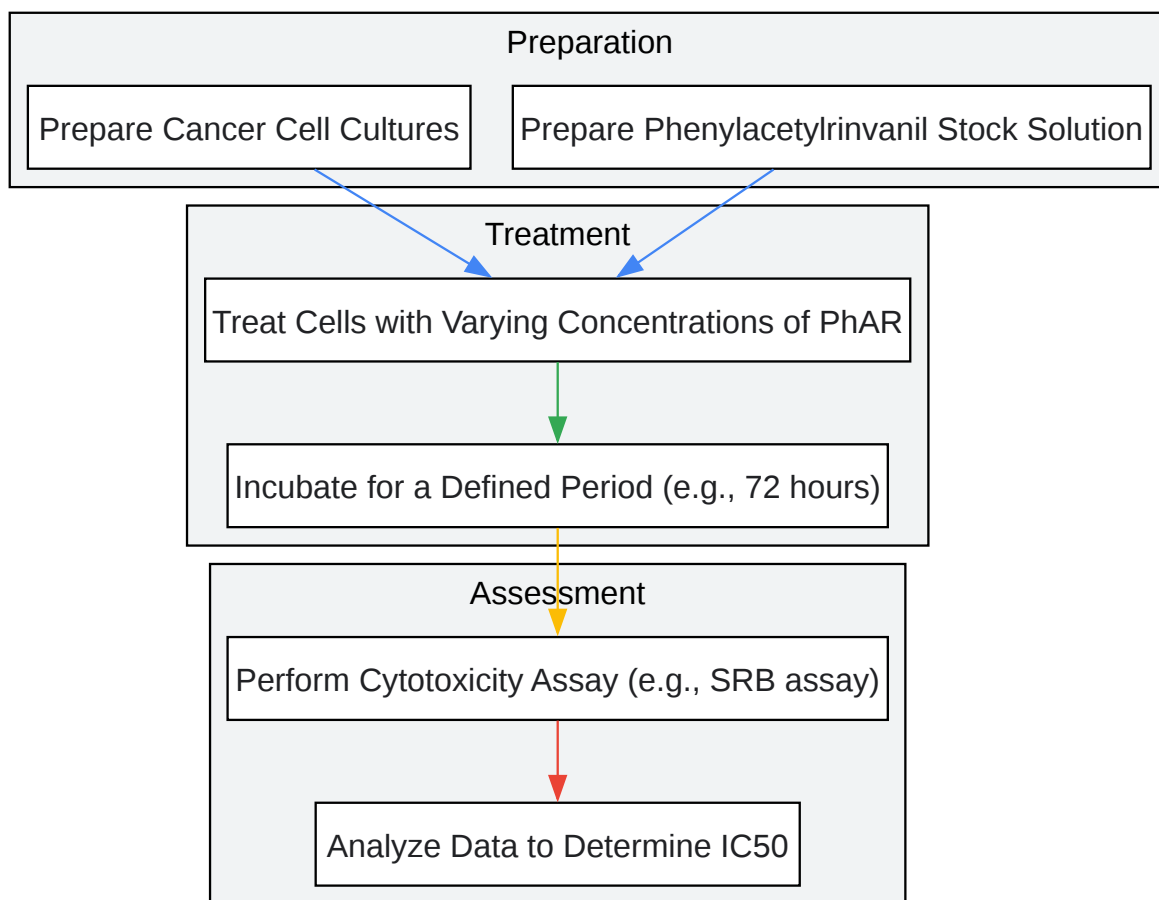 Preparation
Prepare Cancer Cell Cultures
Prepare Phenylacetylrinvanil Stock Solution
Treatment
Treat Cells with Varying Concentrations of PhAR
Incubate for a Defined Period (e.g., 72 hours)
Assessment
Perform Cytotoxicity Assay (e.g., SRB assay)
Analyze Data to Determine IC50